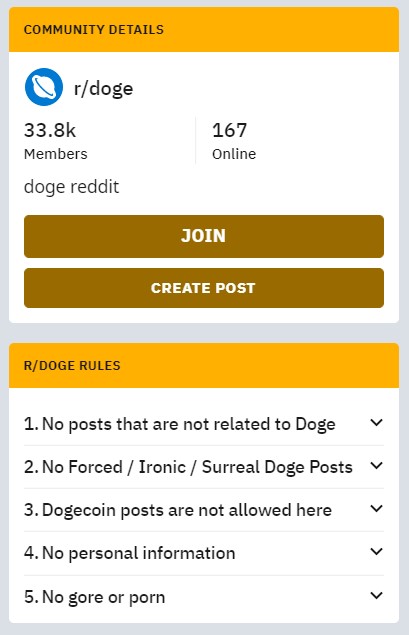 COMMUNITY DETAILS
r/doge
33.8k 167
Members Online
doge reddit
JOIN
CREATE POST
R/DOGE RULES
1. No posts that are not related to Doge
2. No Forced / Ironic / Surreal Doge Posts
3. Dogecoin posts are not allowed here
4. No personal information
5. No gore or porn